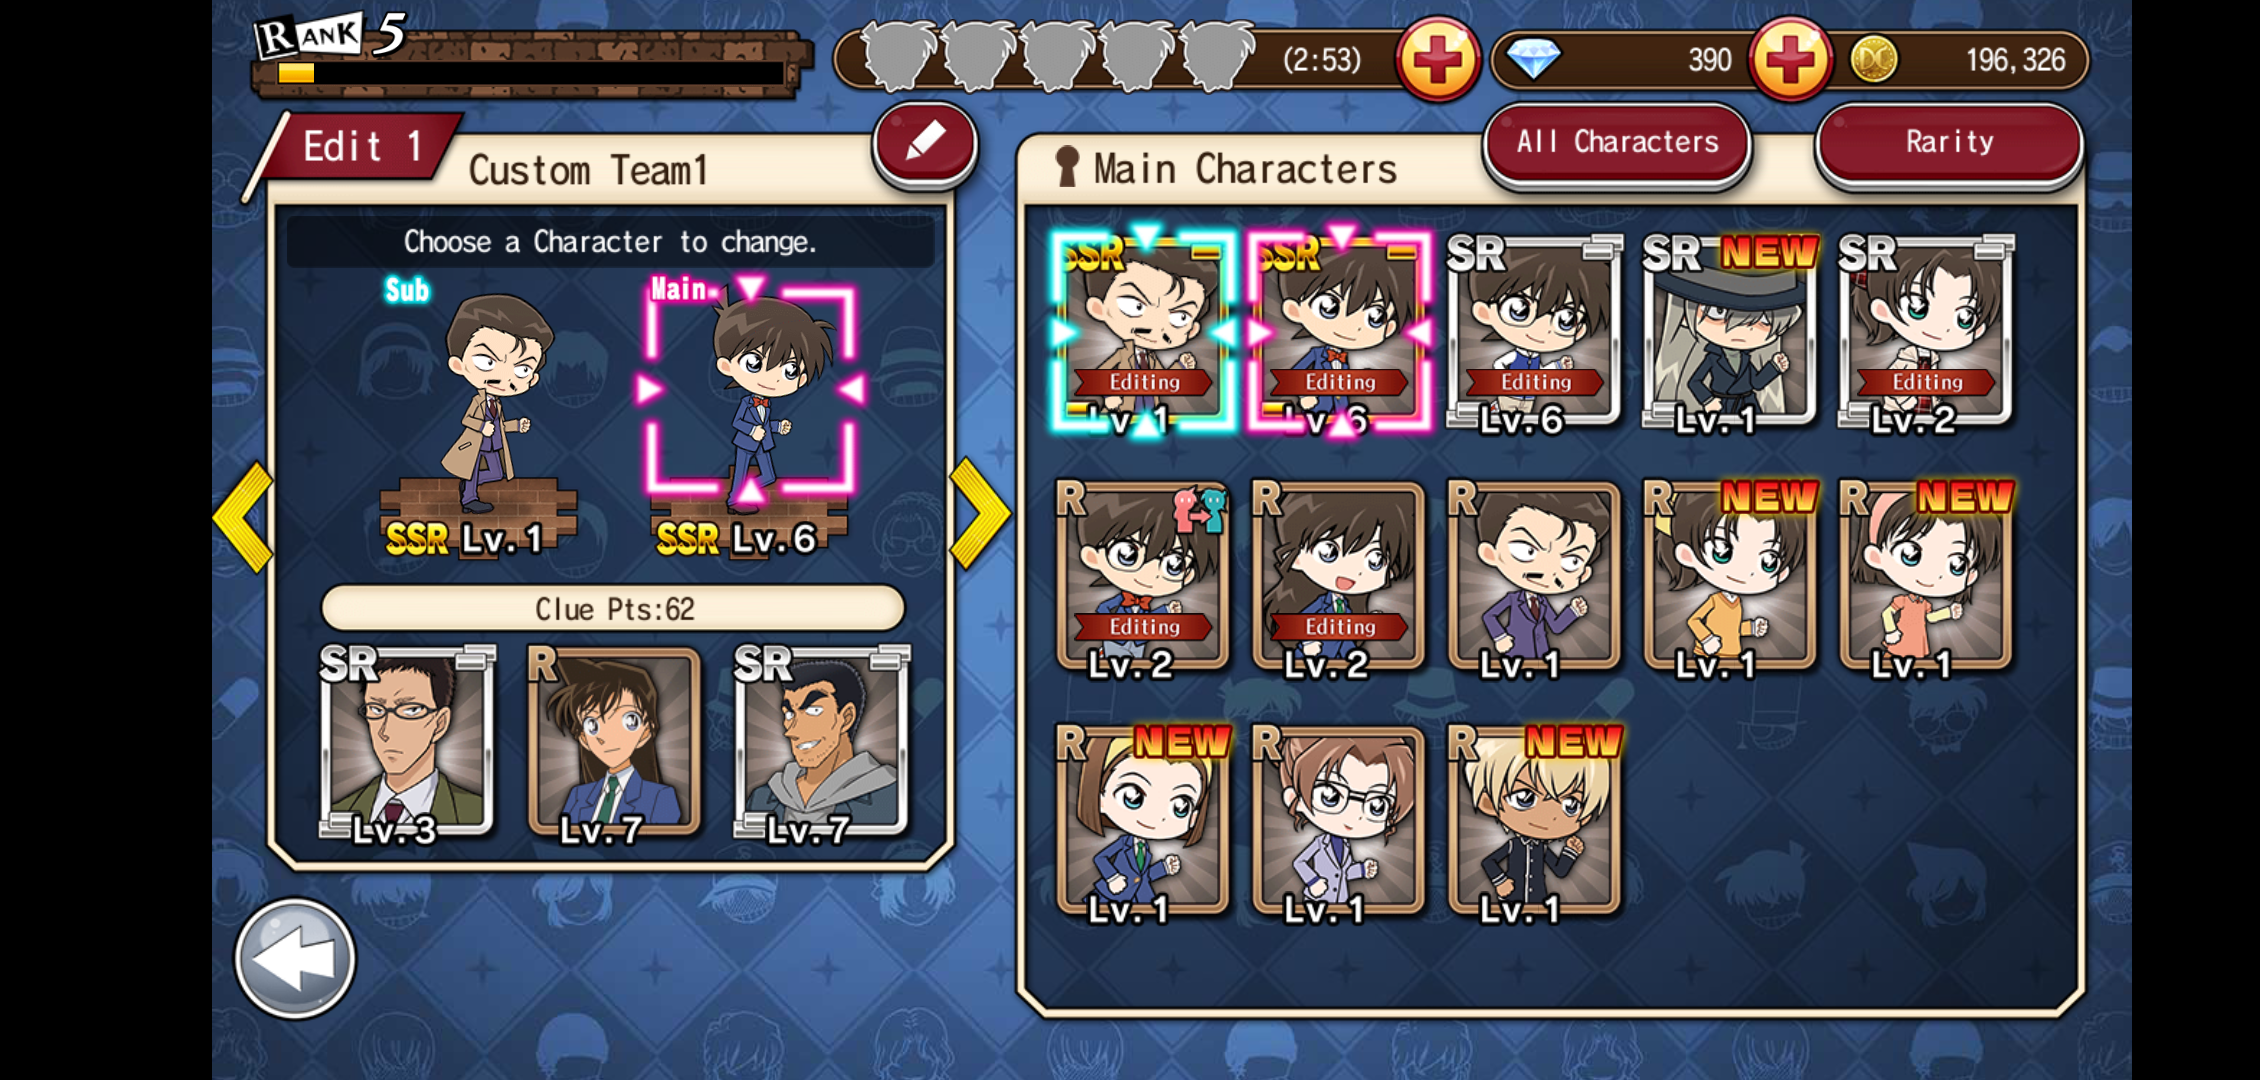 RANK 5
(2:53)
390
196,326
Edit 1
Custom Team1
Main Characters
All Characters
Rarity
Choose a Character to change.
Sub
Main
SSR Lv.1
SSR Lv.6
Clue Pts:62
SR
Lv.3
R
Lv.7
SR
Lv.7
SSR
Editing
Lv.1
SSR
Editing
Lv.6
SR
Editing
Lv.6
SR NEW
Lv.1
SR
Editing
Lv.2
R
Editing
Lv.2
R
Editing
Lv.2
R
Lv.1
R NEW
Lv.1
R NEW
Lv.1
R NEW
Lv.1
R
Lv.1
R NEW
Lv.1